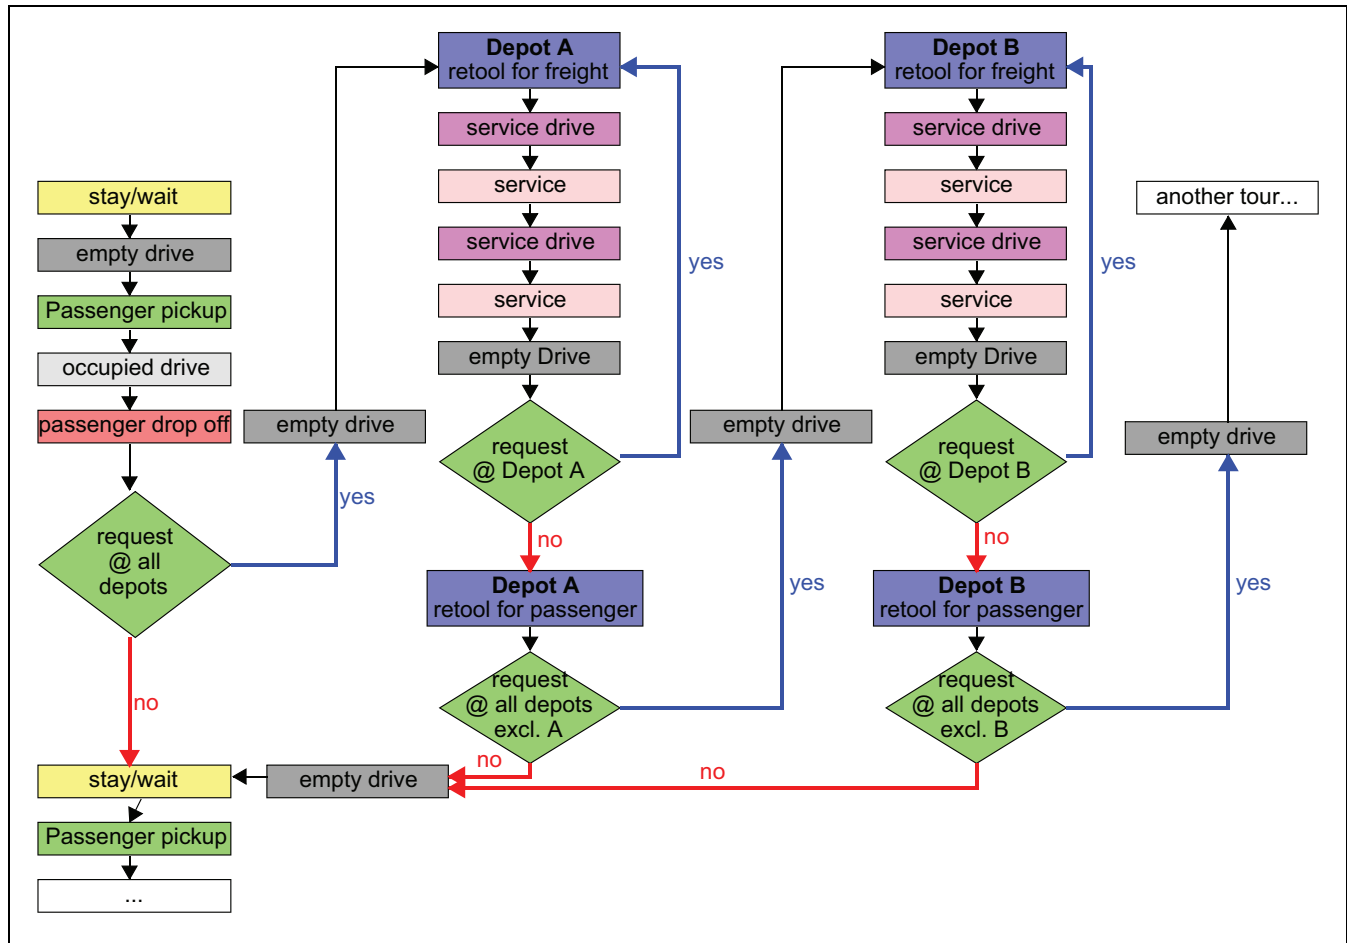 stay/wait
empty drive
Passenger pickup
occupied drive
passenger drop off
request
@ all
depots
yes
no
empty drive
Depot A
retool for freight
service drive
service
service drive
service
empty Drive
request
@ Depot A
yes
no
Depot A
retool for passenger
request
@ all depots
excl. A
yes
no
empty drive
Depot B
retool for freight
service drive
service
service drive
service
empty Drive
request
@ Depot B
yes
no
Depot B
retool for passenger
request
@ all depots
excl. B
yes
no
empty drive
another tour...
empty drive
stay/wait
Passenger pickup
...